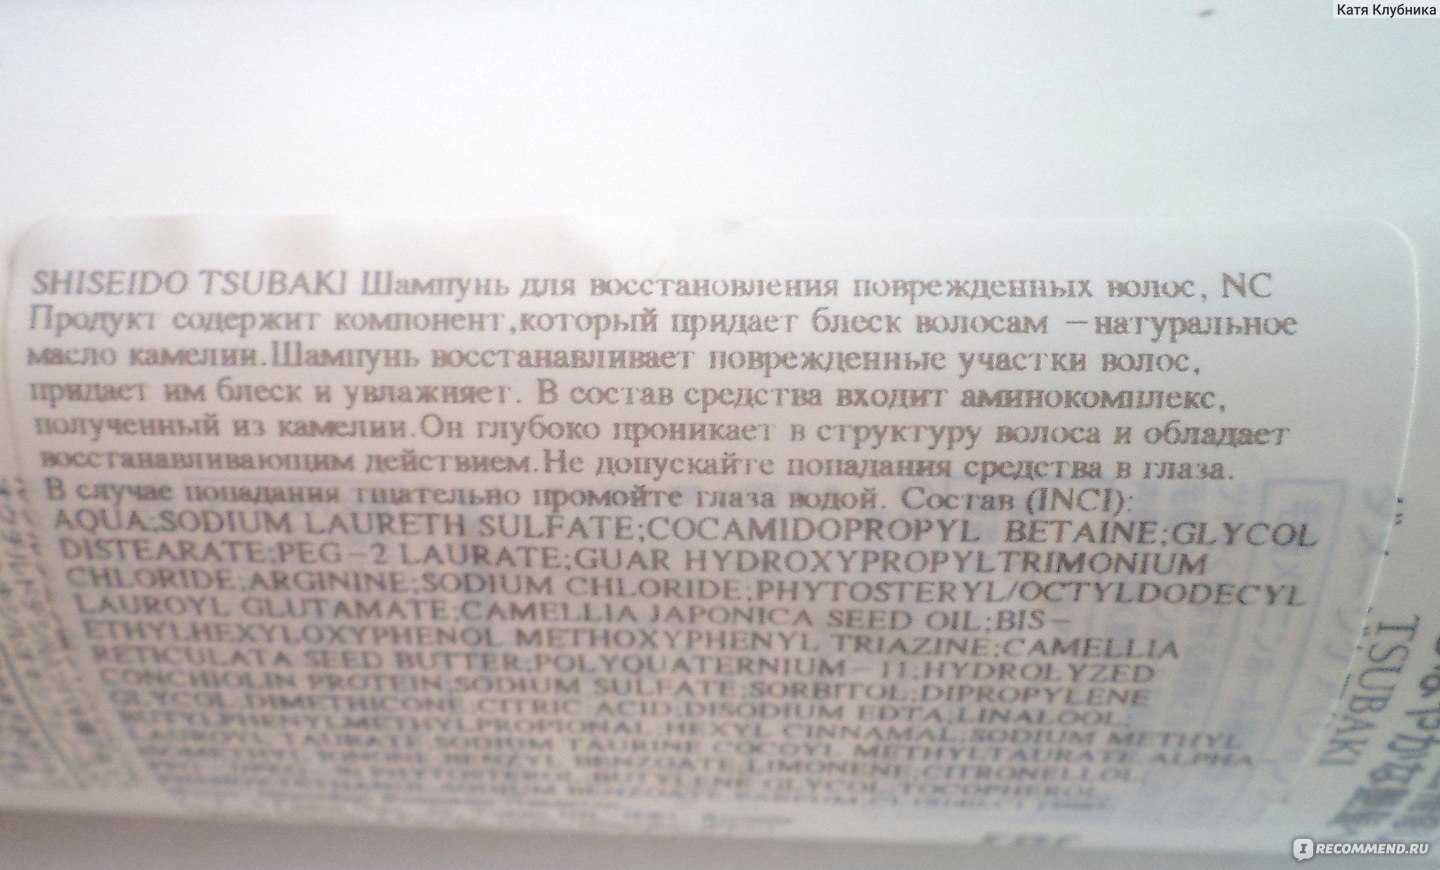 Катя Клубника
SHISEIDO TSUBAKI Шампунь для восстановления поврежденных волос, NC
Продукт содержит компонент,который придает блеск волосам –натуральное
масло камелии.Шампунь восстанавливает поврежденные участки волос,
придает им блеск и увлажняет. В состав средства входит аминокомплекс,
полученный из камелии.Он глубоко проникает в структуру волоса и обладает
восстанавливающим действием.Не допускайте попадания средства в глаза.
В случае попадания тщательно промойте глаза водой. Состав (INCI):
AQUA;SODIUM LAURETH SULFATE;COCAMIDOPROPYL BETAINE;GLYCOL
DISTEARATE;PEG–2 LAURATE;GUAR HYDROXYPROPYLTRIMONIUM
CHLORIDE;ARGININE;SODIUM CHLORIDE;PHYTOSTERYL/OCTYLDODECYL
LAUROYL GLUTAMATE;CAMELLIA JAPONICA SEED OIL;BIS–
ETHYLHEXYLOXYPHENOL METHOXYPHENYL TRIAZINE;CAMELLIA
RETICULATA SEED BUTTER;POLYQUATERNIUM–11;HYDROLYZED
CONCHIOLIN PROTEIN;SODIUM SULFATE;SORBITOL;DIPROPYLENE
GLYCOL;DIMETHICONE;CITRIC ACID;DISODIUM EDTA;LINALOOL;
BUTYLPHENYLMETHYLPROPIONAL HEXYL CINNAMAL;SODIUM METHYL
LAURATE;SODIUM TAURINE COCOYL METHYLTAURATE;ALPHA–
BENZYL BENZOATE;LIMONENE;CITRONELLOL;
BUTYLENE GLYCOL;TOCOPHEROL
TSUBAKI
IRECOMMEND.RU